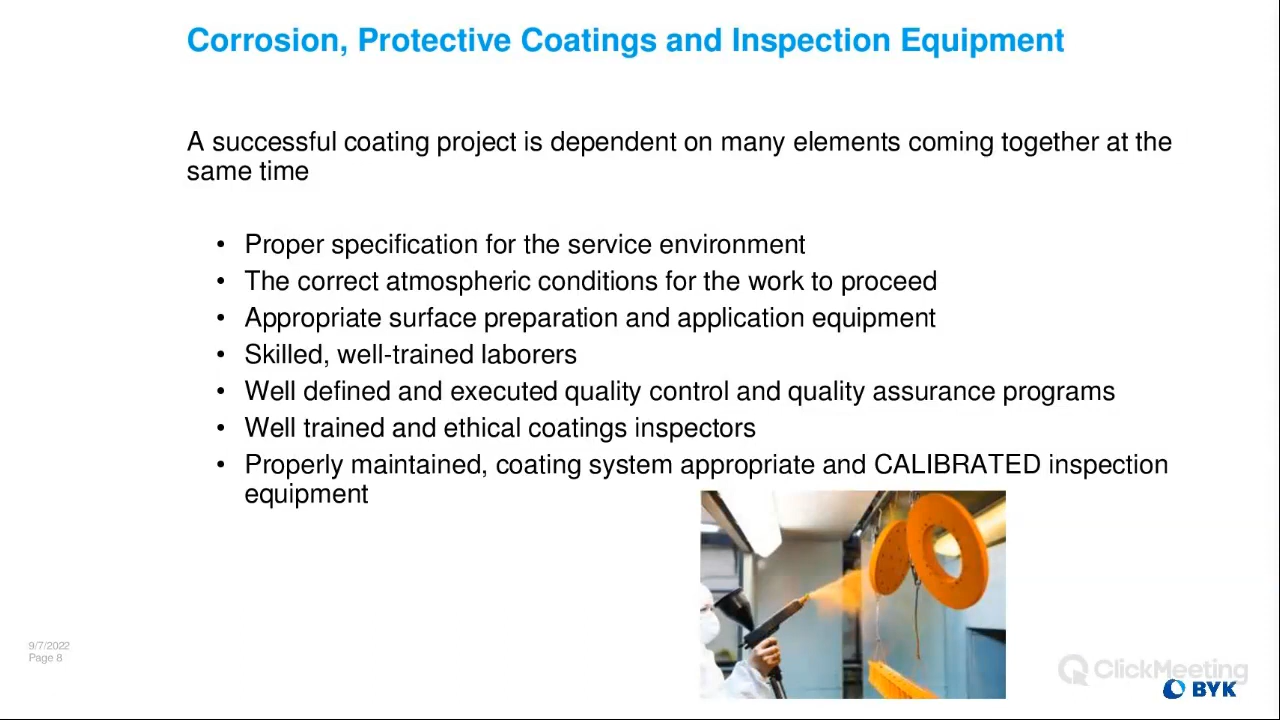 Corrosion, Protective Coatings and Inspection Equipment
A successful coating project is dependent on many elements coming together at the
same time
• Proper specification for the service environment
• The correct atmospheric conditions for the work to proceed
• Appropriate surface preparation and application equipment
• Skilled, well-trained laborers
• Well defined and executed quality control and quality assurance programs
• Well trained and ethical coatings inspectors
• Properly maintained, coating system appropriate and CALIBRATED inspection
equipment
9/7/2022
Page 8
ClickMeeting
BYK